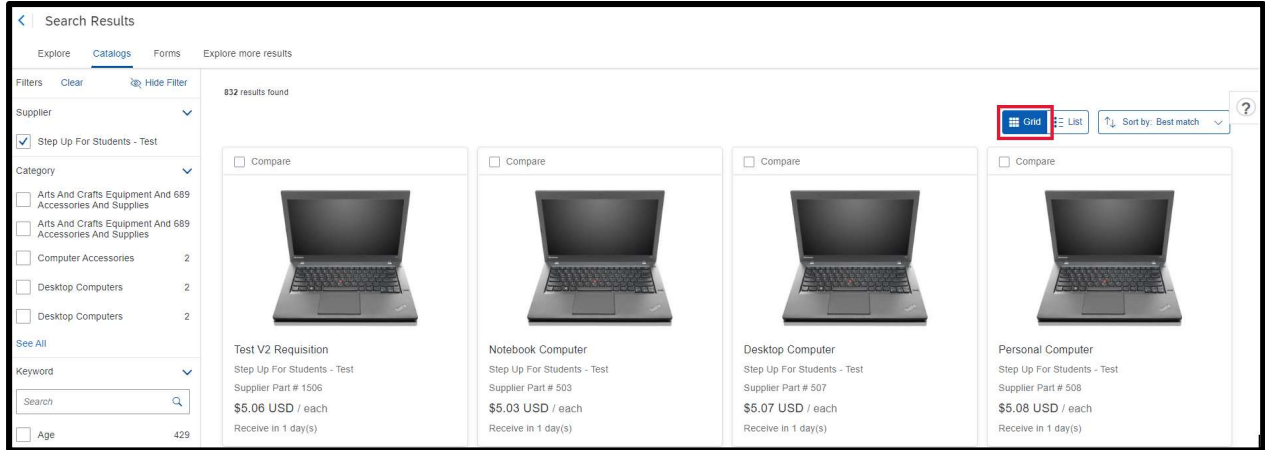 Search Results
Explore Catalogs Forms Explore more results
Filters Clear Hide Filter
832 results found
Supplier
Step Up For Students - Test
Grid List Sort by: Best match
?
Category
Arts And Crafts Equipment And 689
Accessories And Supplies
Arts And Crafts Equipment And 689
Accessories And Supplies
Computer Accessories 2
Desktop Computers 2
Desktop Computers 2
See All
Keyword
Search
Age 429
Compare
Test V2 Requisition
Step Up For Students - Test
Supplier Part # 1506
$5.06 USD / each
Receive in 1 day(s)
Compare
Notebook Computer
Step Up For Students - Test
Supplier Part # 503
$5.03 USD / each
Receive in 1 day(s)
Compare
Desktop Computer
Step Up For Students - Test
Supplier Part # 507
$5.07 USD / each
Receive in 1 day(s)
Compare
Personal Computer
Step Up For Students - Test
Supplier Part # 508
$5.08 USD / each
Receive in 1 day(s)